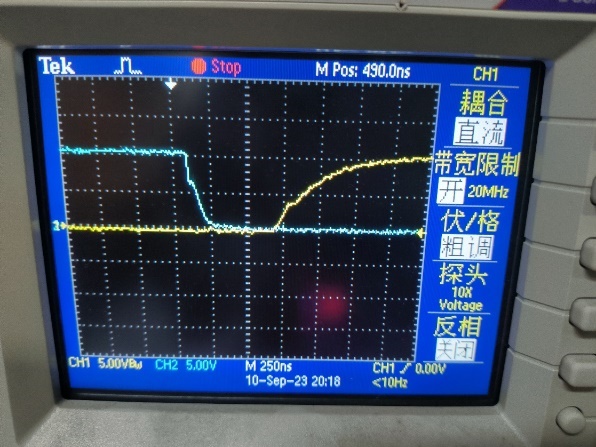 Tek Stop M Pos: 490.0ns CH1
耦合
直流
带宽限制
开 20MHz
伏/格
粗调
探头
10X
Voltage
反相
关闭
CH1 5.00VBW CH2 5.00V M 250ns CH1 0.00V
10-Sep-23 20:18 <10Hz